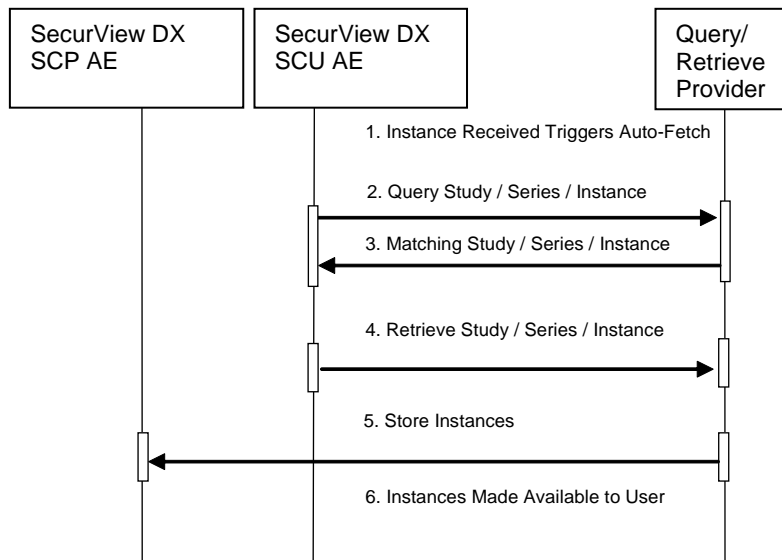 SecurView DX
SCP AE
SecurView DX
SCU AE
Query/
Retrieve
Provider
1. Instance Received Triggers Auto-Fetch
2. Query Study / Series / Instance
3. Matching Study / Series / Instance
4. Retrieve Study / Series / Instance
5. Store Instances
6. Instances Made Available to User